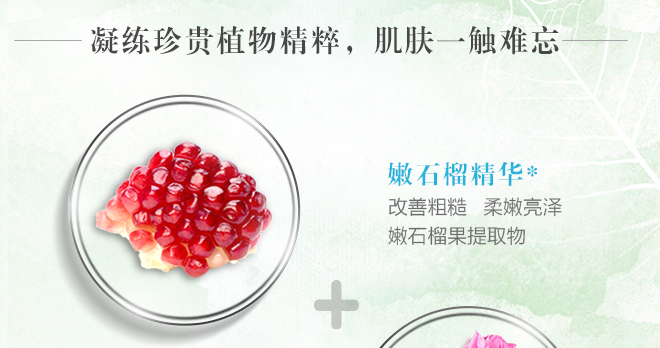 凝练珍贵植物精粹，肌肤一触难忘
嫩石榴精华*
改善粗糙 柔嫩亮泽
嫩石榴果提取物